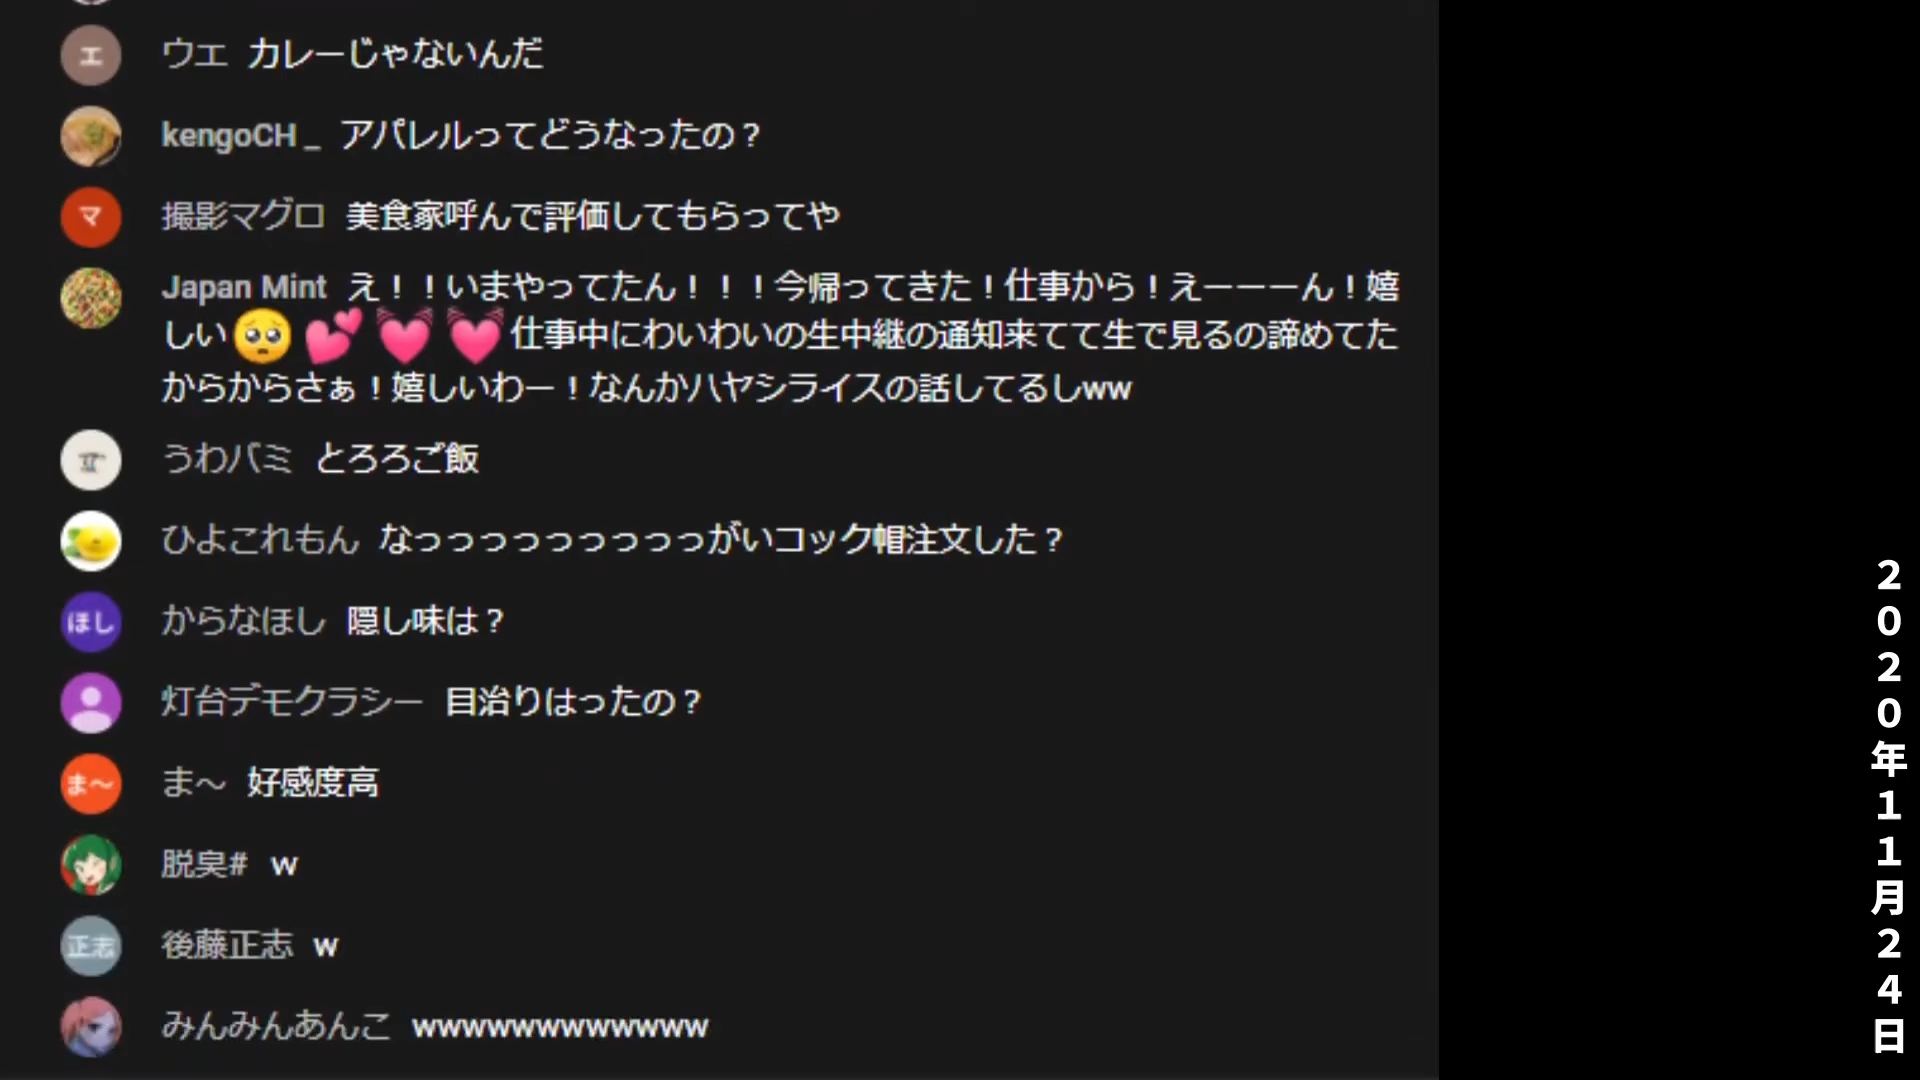 エ ウエ カレーじゃないんだ
kengoCH _ アパレルってどうなったの？
マ 撮影マグロ 美食家呼んで評価してもらってや
Japan Mint え！！いまやってたん！！！今帰ってきた！仕事から！えーーーん！嬉
しい🥺💕💓💓仕事中にわいわいの生中継の通知来てて生で見るの諦めてた
からからさぁ！嬉しいわー！なんかハヤシライスの話してるしww
うわバミ とろろご飯
ひよこれもん なっっっっっっっっっがいコック帽注文した？
ほし からなほし 隠し味は？
灯台デモクラシー 目治りはったの？
ま～ ま～ 好感度高
脱臭# w
正志 後藤正志 w
みんみんあんこ wwwwwwwwwwwww
2020年11月24日